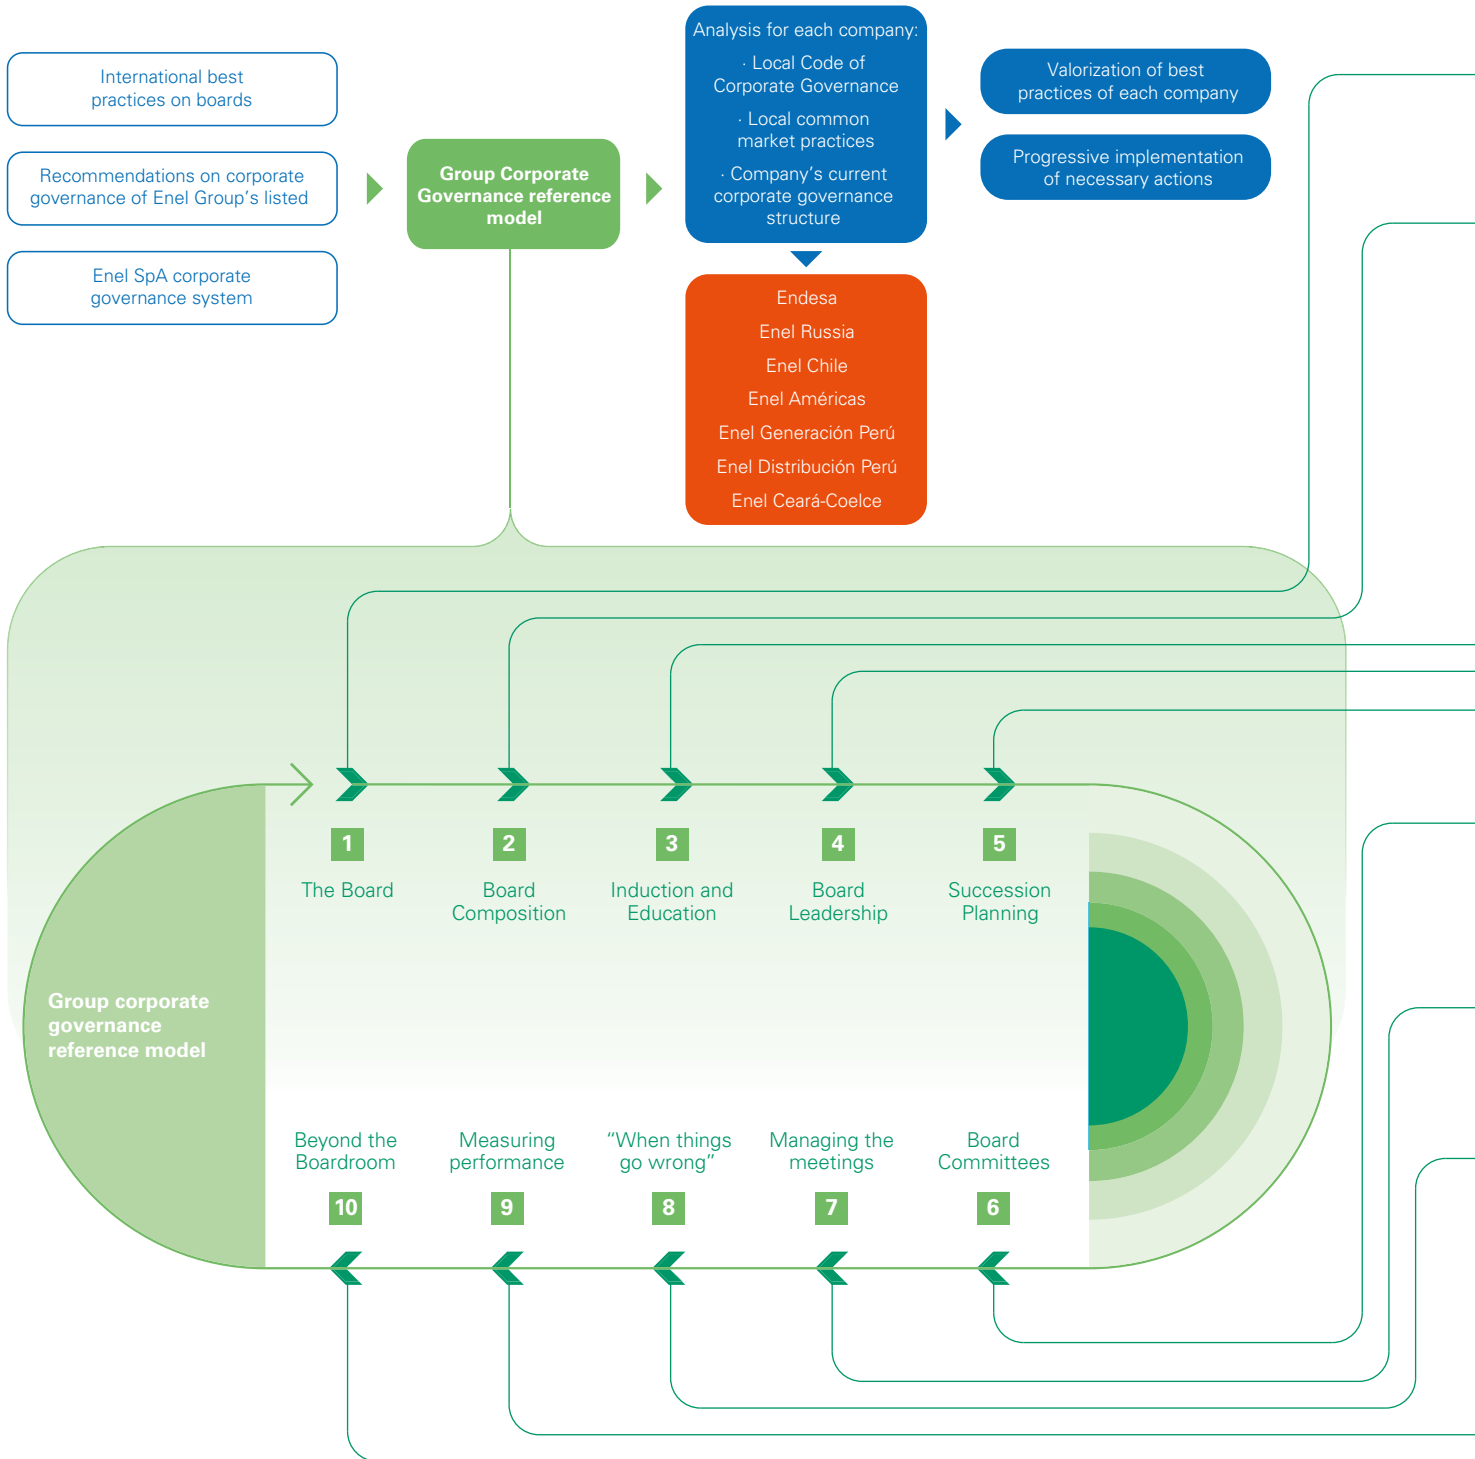 International best
practices on boards
Recommendations on corporate
governance of Enel Group's listed
Enel SpA corporate
governance system
Group Corporate
Governance reference
model
Analysis for each company:
· Local Code of
Corporate Governance
· Local common
market practices
· Company's current
corporate governance
structure
Valorization of best
practices of each company
Progressive implementation
of necessary actions
Endesa
Enel Russia
Enel Chile
Enel Américas
Enel Generación Perú
Enel Distribución Perú
Enel Ceará-Coelce
1
The Board
2
Board
Composition
3
Induction and
Education
4
Board
Leadership
5
Succession
Planning
Group corporate
governance
reference model
Beyond the
Boardroom
10
Measuring
performance
9
“When things
go wrong”
8
Managing the
meetings
7
Board
Committees
6